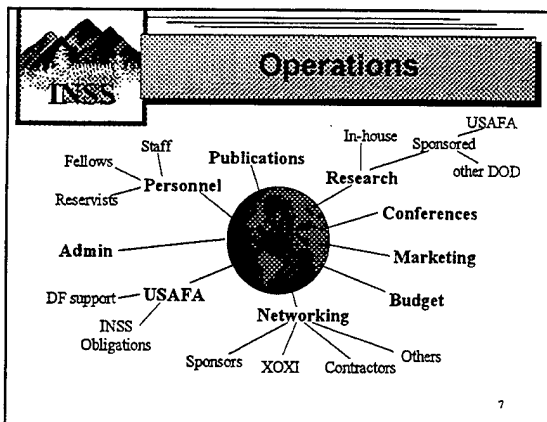 INSS
Operations
USAFA
In-house
Sponsored
Staff
Publications
Fellows
Research
other DOD
Personnel
Reservists
Conferences
Admin
Marketing
DF support
USAFA
Budget
INSS
Obligations
Networking
Sponsors
XOXI
Contractors
Others
7